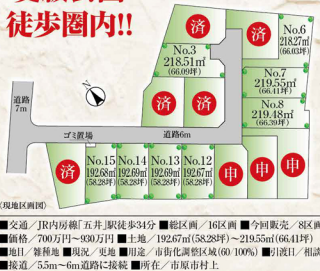 徒歩圏内!!
済
済
No.6
218.27㎡
(66.03坪)
No.3
218.51㎡
(66.09坪)
済
No.7
219.55㎡
(66.41坪)
済
済
No.8
219.48㎡
(66.39坪)
道路
7m
ゴミ置場
道路6m
済
No.15
192.68㎡
(58.28坪)
No.14
192.69㎡
(58.28坪)
No.13
192.69㎡
(58.28坪)
No.12
192.67㎡
(58.28坪)
申
申
申
(現地区画図)
■交通／JR内房線「五井」駅徒歩34分 ■総区画／16区画 ■今回販売／8区画
■価格／700万円～930万円 ■土地／192.67㎡(58.28坪)～219.55㎡(66.41坪)
■地目／雑種地 ■現況／更地 ■用途／市街化調整区域(60/100%) ■引渡日／相談
■接道／5.5m～6m道路に接続 ■所在／市原市村上